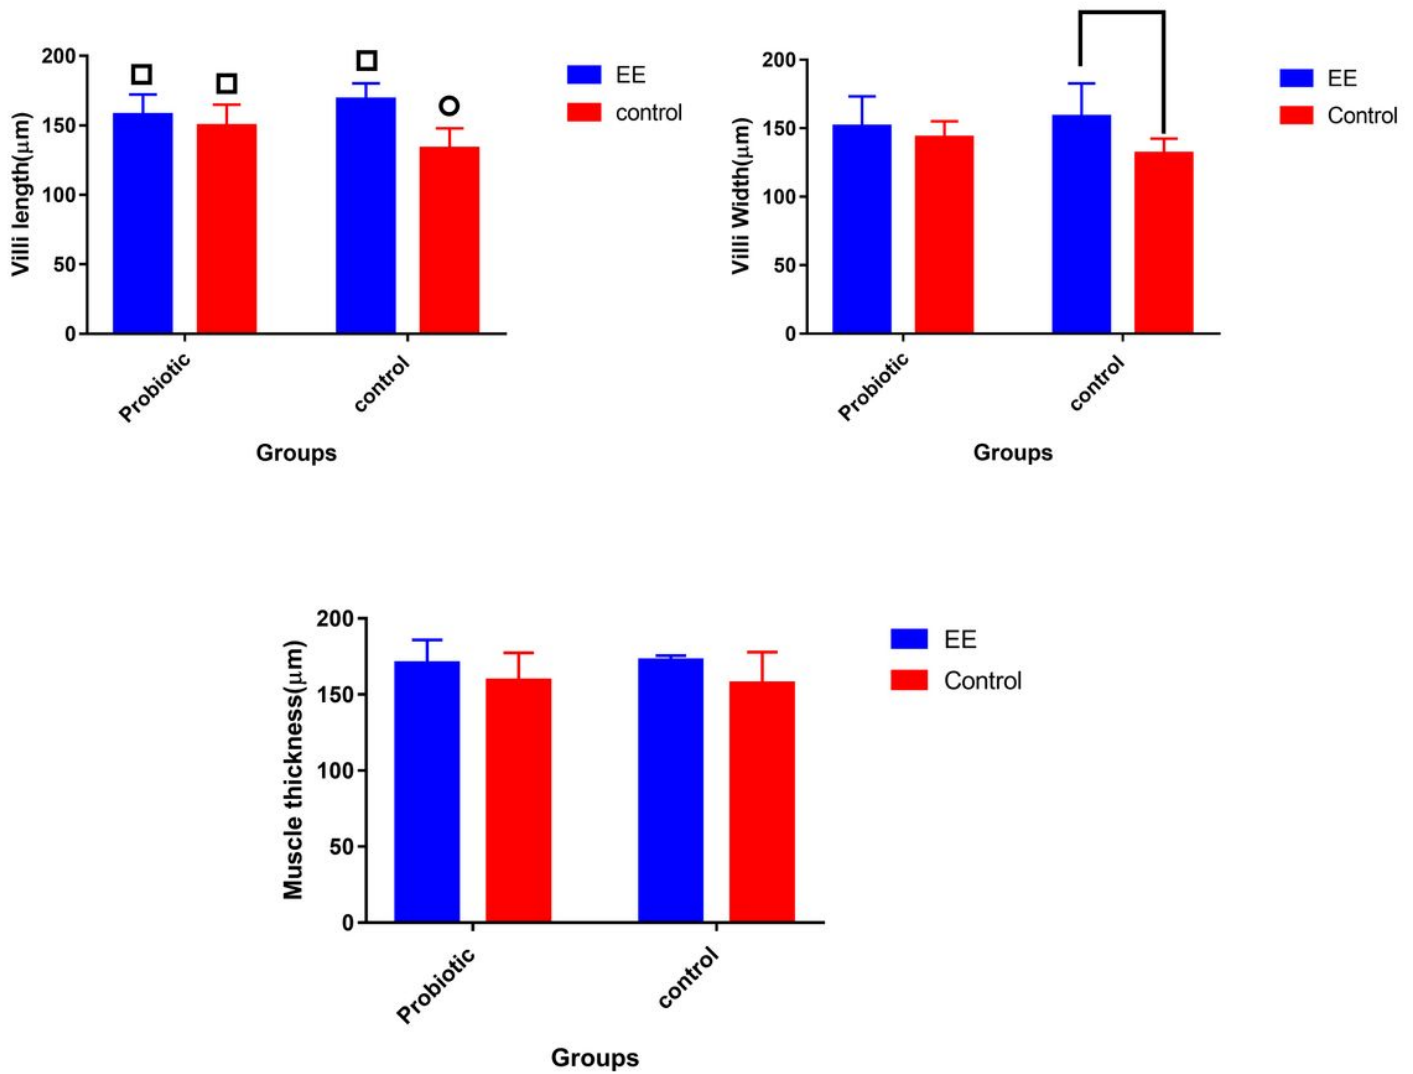 200
150
100
50
0
Villi length(μm)
Probiotic
control
Groups
EE
control
200
150
100
50
0
Villi Width(μm)
Probiotic
control
Groups
EE
Control
200
150
100
50
0
Muscle thickness(μm)
Probiotic
control
Groups
EE
Control